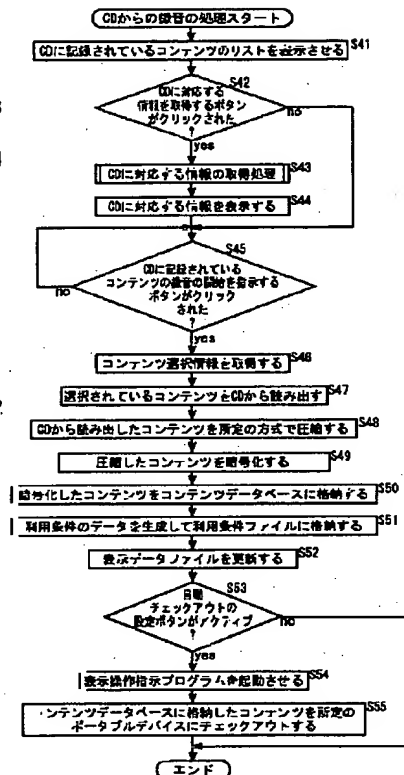 CDからの録音の処理スタート
CDに記録されているコンテンツのリストを表示させる S41
S42
CDに対応する
情報を取得するボタン
がクリックされた
?
no
yes
CDに対応する情報の取得処理 S43
CDに対応する情報を表示する S44
S45
CDに記録されている
コンテンツの録音の開始を指示する
ボタンがクリック
された
?
no
yes
コンテンツ選択情報を取得する S46
選択されているコンテンツをCDから読み出す S47
CDから読み出したコンテンツを所定の方式で圧縮する S48
圧縮したコンテンツを暗号化する S49
暗号化したコンテンツをコンテンツデータベースに格納する S50
利用条件のデータを生成して利用条件ファイルに格納する S51
表示データファイルを更新する S52
S53
チェックアウトの
設定ボタンがアクティブ
?
no
yes
表示操作指示プログラムを起動させる S54
ンテンツデータベースに格納したコンテンツを所定の S55
ポータブルデバイスにチェックアウトする
エンド